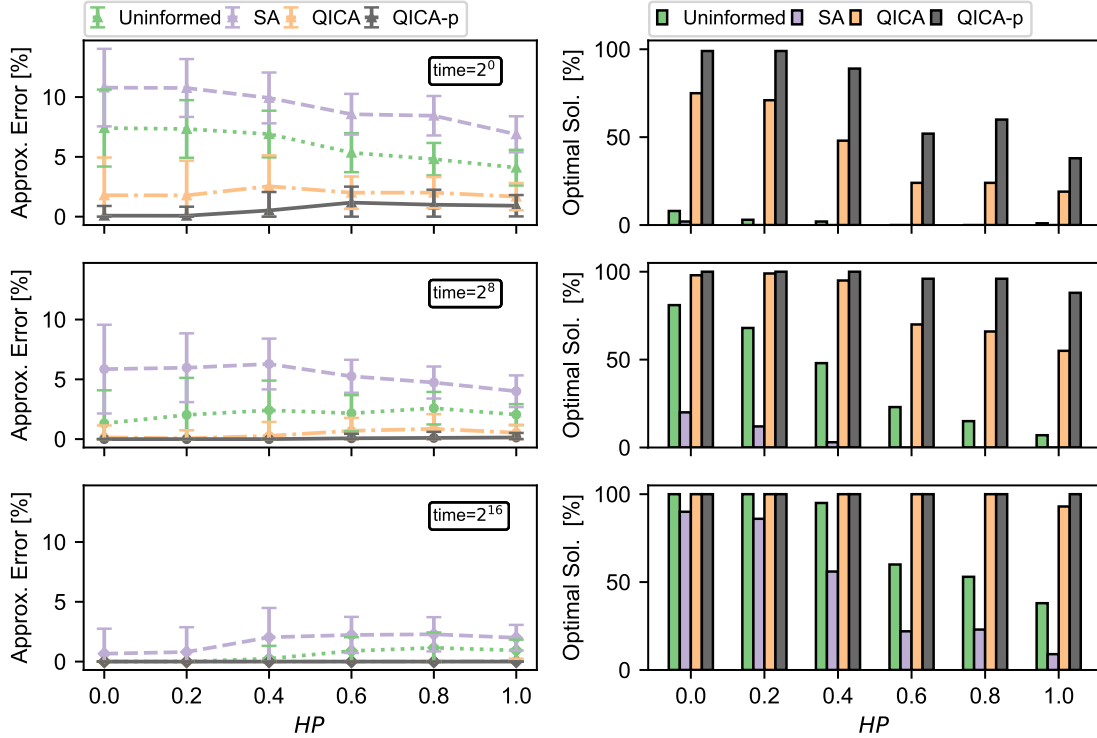 Uninformed SA QICA QICA-p
Uninformed SA QICA QICA-p
Approx. Error [%]
10
5
0
time=2^0
Optimal Sol. [%]
100
50
0
Approx. Error [%]
10
5
0
time=2^8
Optimal Sol. [%]
100
50
0
Approx. Error [%]
10
5
0
time=2^16
0.0 0.2 0.4 0.6 0.8 1.0
HP
Optimal Sol. [%]
100
50
0
0.0 0.2 0.4 0.6 0.8 1.0
HP